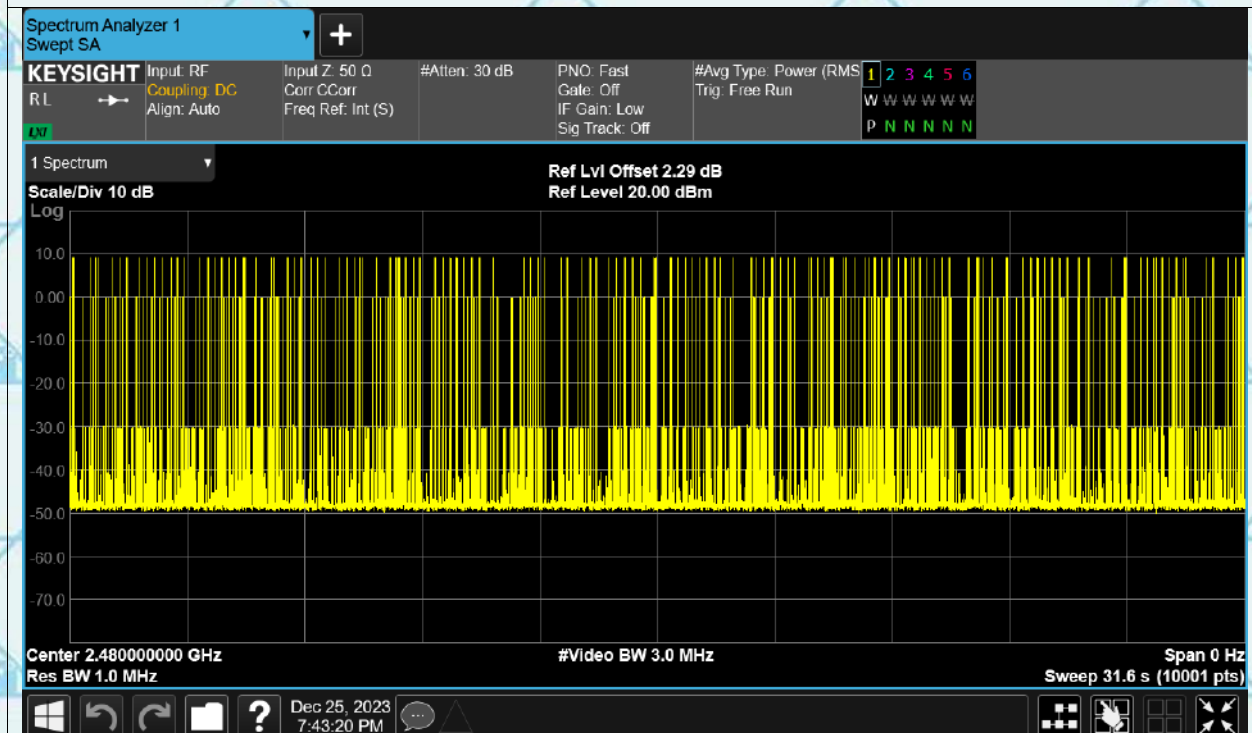 Spectrum Analyzer 1
Swept SA
+
KEYSIGHT
RL
LXI
Input: RF
Coupling: DC
Align: Auto
Input Z: 50 Ω
Corr CCorr
Freq Ref: Int (S)
#Atten: 30 dB
PNO: Fast
Gate: Off
IF Gain: Low
Sig Track: Off
#Avg Type: Power (RMS
Trig: Free Run
1 2 3 4 5 6
W W W W W W
P N N N N N
1 Spectrum
Scale/Div 10 dB
Ref Lvl Offset 2.29 dB
Ref Level 20.00 dBm
Log
10.0
0.00
-10.0
-20.0
-30.0
-40.0
-50.0
-60.0
-70.0
Center 2.480000000 GHz
Res BW 1.0 MHz
#Video BW 3.0 MHz
Span 0 Hz
Sweep 31.6 s (10001 pts)
?
Dec 25, 2023
7:43:20 PM